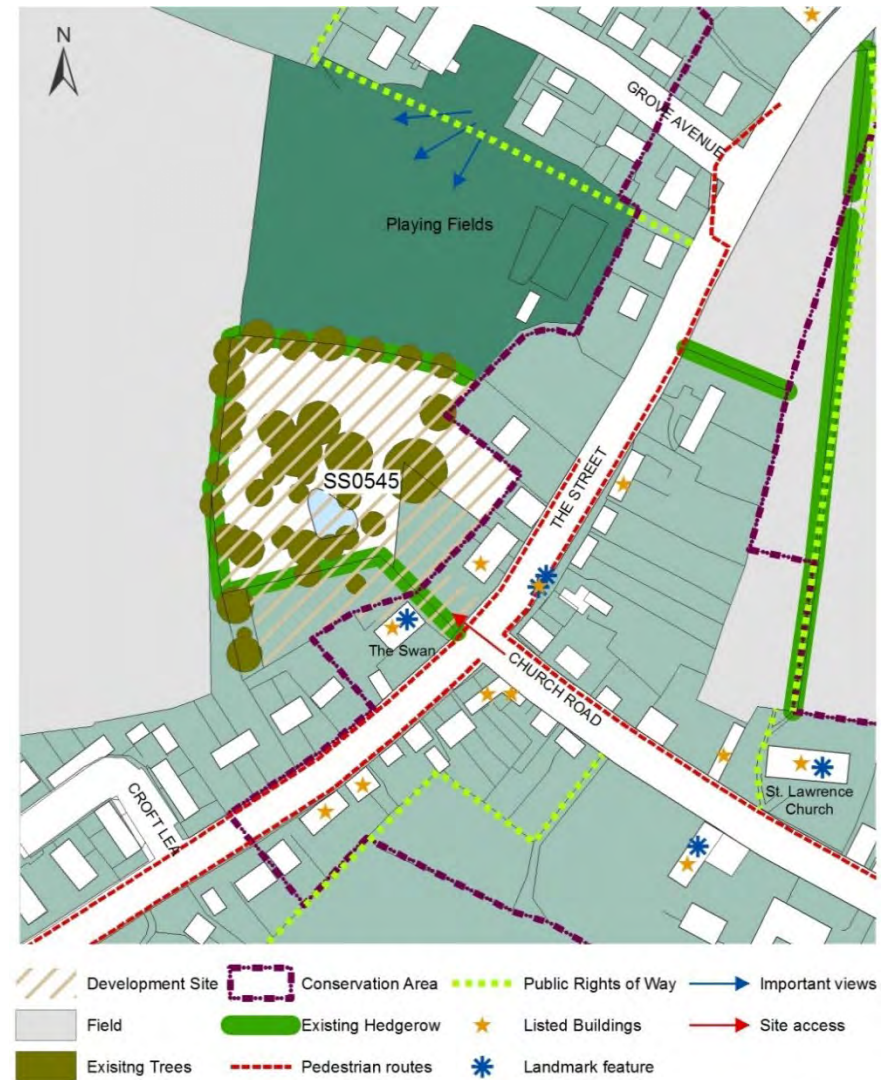 N
GROVE AVENUE
Playing Fields
SS0545
THE STREET
The Swan
CHURCH ROAD
St. Lawrence
Church
CROFT LEA
Development Site
Conservation Area
Public Rights of Way
Important views
Field
Existing Hedgerow
Listed Buildings
Site access
Exisitng Trees
Pedestrian routes
Landmark feature